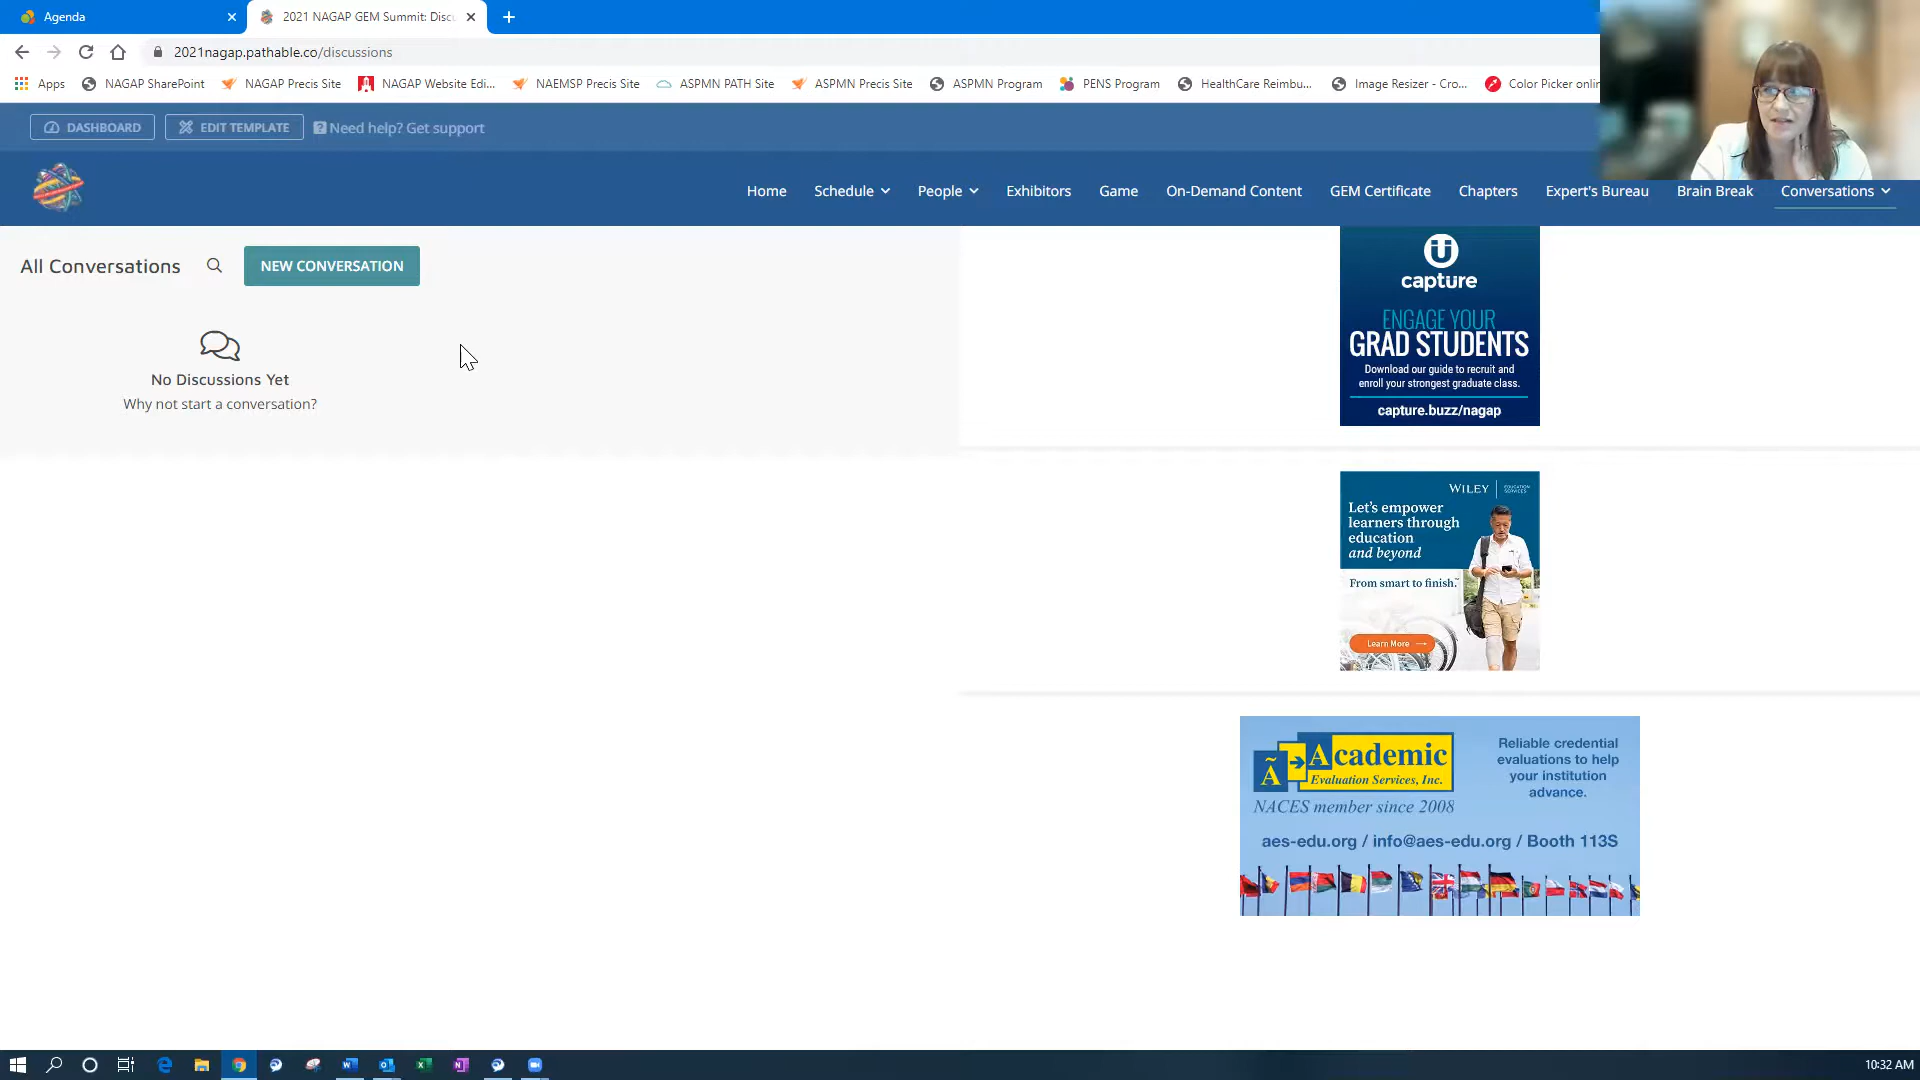 Agenda
2021 NAGAP GEM Summit: Disc
2021nagap.pathable.co/discussions
Apps
NAGAP SharePoint
NAGAP Precis Site
NAGAP Website Edi...
NAEMSP Precis Site
ASPMN PATH Site
ASPMN Precis Site
ASPMN Program
PENS Program
HealthCare Reimbu...
Image Resizer - Cro...
Color Picker onlin
DASHBOARD
EDIT TEMPLATE
Need help? Get support
Home
Schedule
People
Exhibitors
Game
On-Demand Content
GEM Certificate
Chapters
Expert's Bureau
Brain Break
Conversations
All Conversations
NEW CONVERSATION
No Discussions Yet
Why not start a conversation?
capture
ENGAGE YOUR
GRAD STUDENTS
Download our guide to recruit and
enroll your strongest graduate class.
capture.buzz/nagap
WILEY
EDUCATION
SERVICES
Let's empower
learners through
education
and beyond
From smart to finish.
Learn More
Ã
Academic
Evaluation Services, Inc.
NACES member since 2008
Reliable credential
evaluations to help
your institution
advance.
aes-edu.org / info@aes-edu.org / Booth 113S
10:32 AM